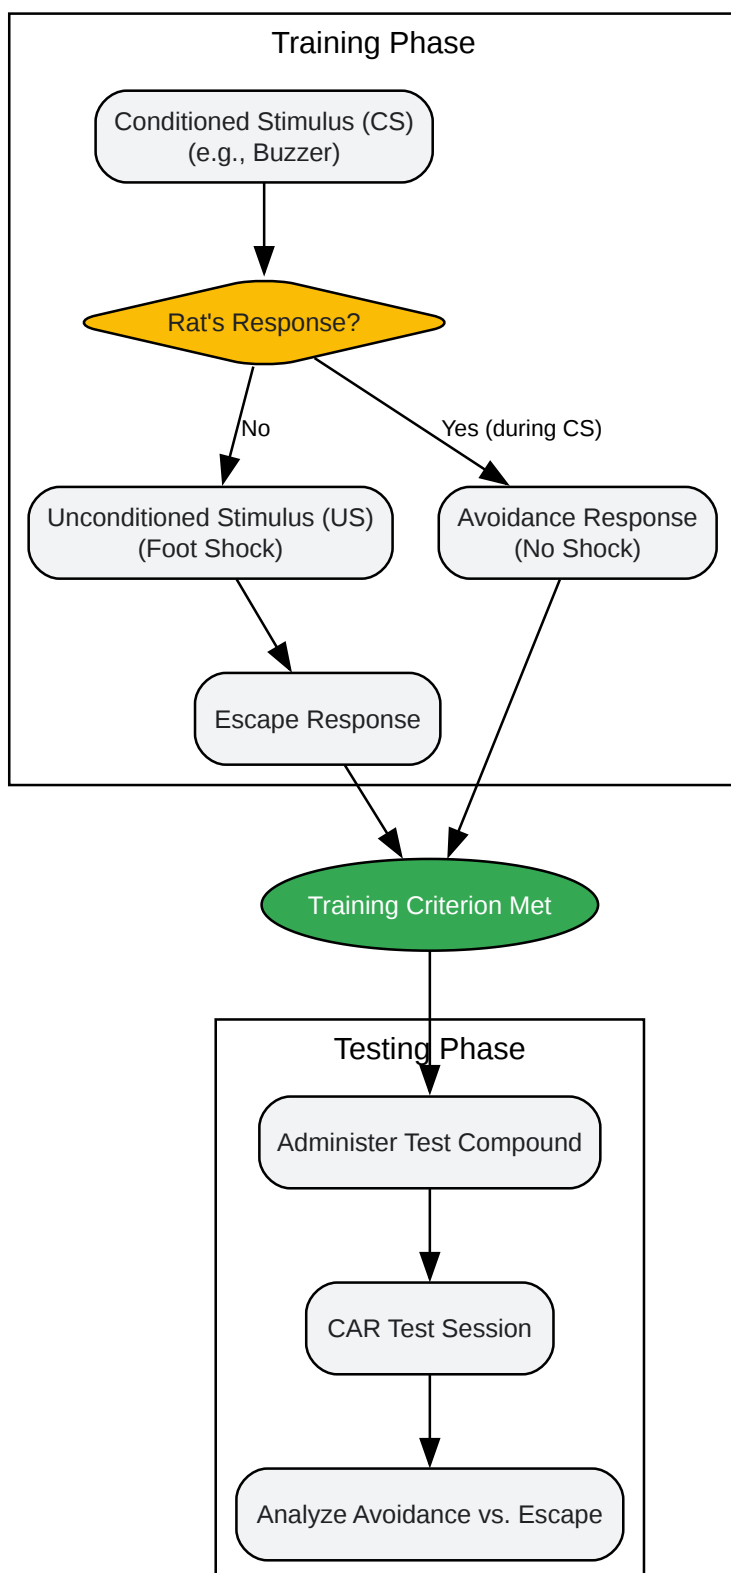 Training Phase
Conditioned Stimulus (CS)
(e.g., Buzzer)
Rat's Response?
No
Yes (during CS)
Unconditioned Stimulus (US)
(Foot Shock)
Avoidance Response
(No Shock)
Escape Response
Training Criterion Met
Testing Phase
Administer Test Compound
CAR Test Session
Analyze Avoidance vs. Escape